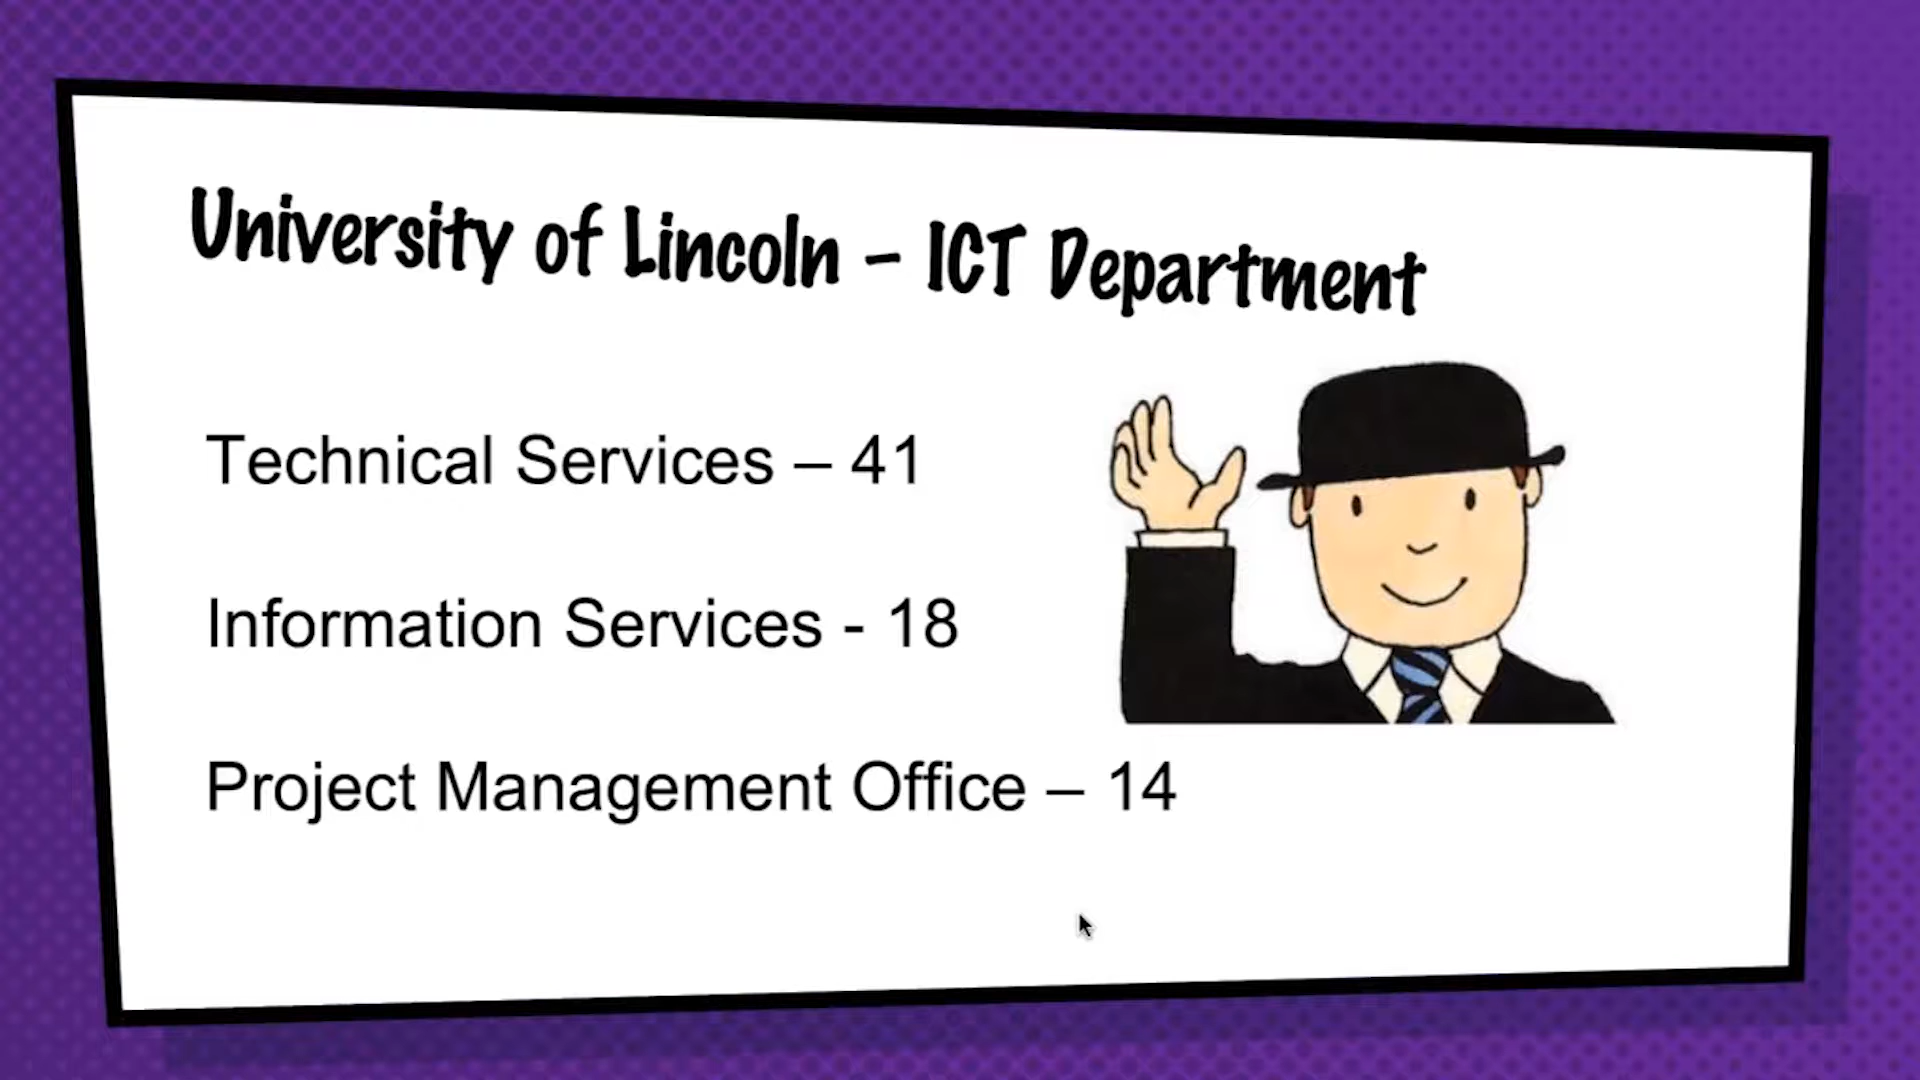 University of Lincoln – ICT Department
Technical Services – 41
Information Services - 18
Project Management Office – 14